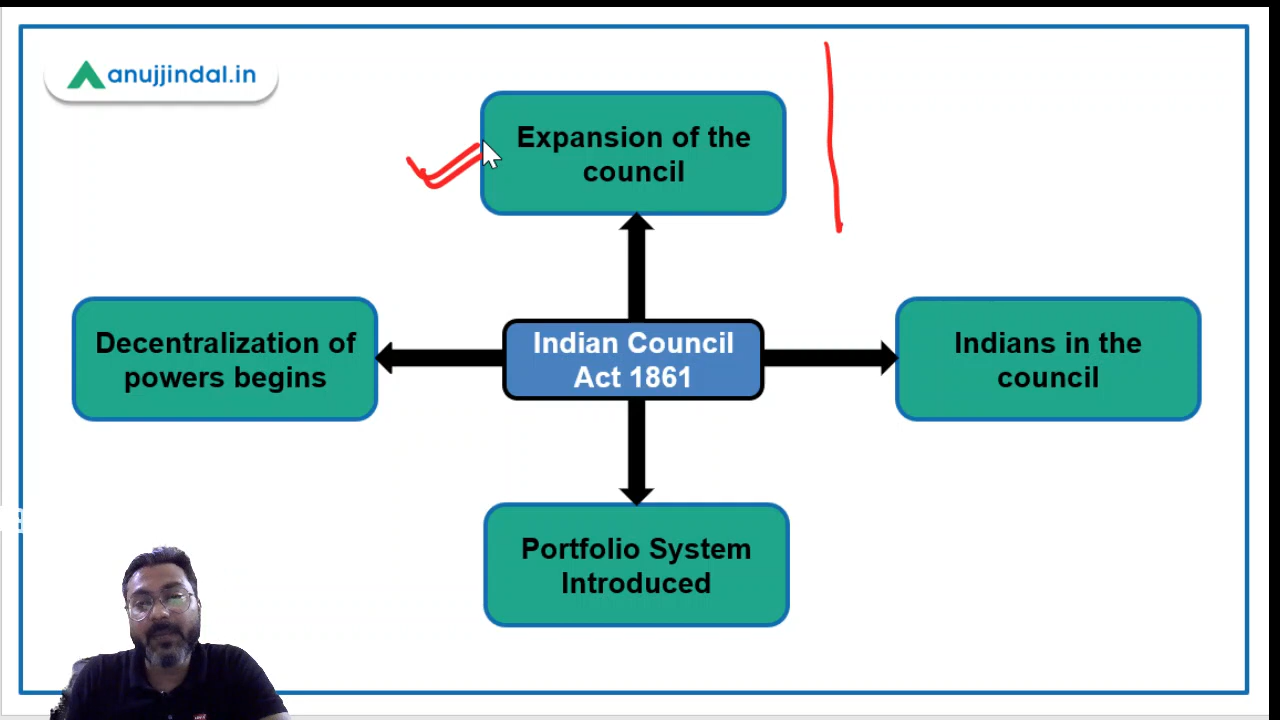 anujjindal.in
Expansion of the
council
Decentralization of
powers begins
Indian Council
Act 1861
Indians in the
council
Portfolio System
Introduced